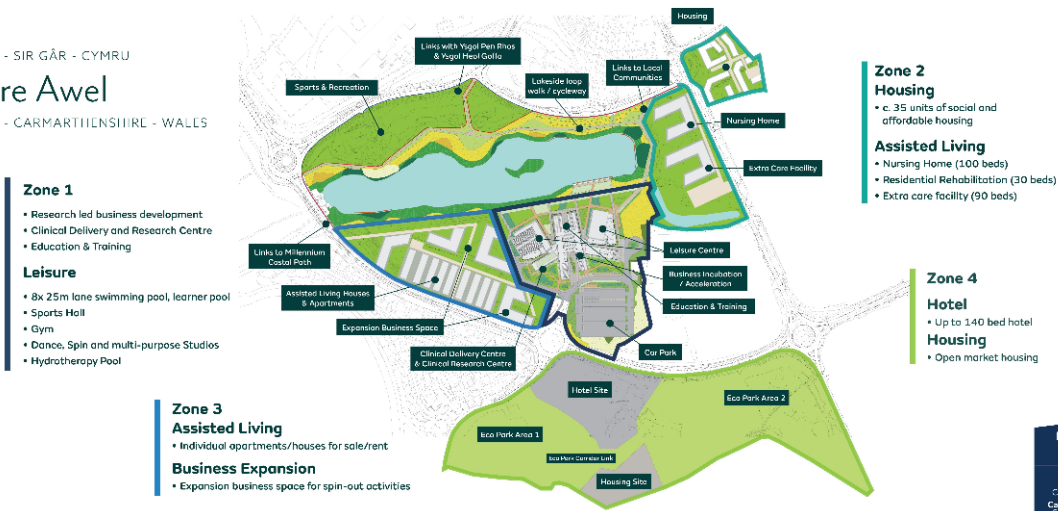 - SIR GÂR - CYMRU
re Awel
- CARMARTHENSHIRE - WALES
Zone 1
• Research led business development
• Clinical Delivery and Research Centre
• Education & Training
Leisure
• 8x 25m lane swimming pool, learner pool
• Sports Hall
• Gym
• Dance, Spin and multi-purpose Studios
• Hydrotherapy Pool
Housing
Links with Ysgol Pen Rhos
& Ysgol Heol Goffa
Sports & Recreation
Lakeside loop
walk / cycleway
Links to Local
Communities
Nursing Home
Extra Care Facility
Links to Millennium
Costal Path
Leisure Centre
Business Incubation
/ Acceleration
Education & Training
Assisted Living Houses
& Apartments
Expansion Business Space
Clinical Delivery Centre
& Clinical Research Centre
Car Park
Hotel Site
Eco Park Area 2
Eco Park Area 1
Eco Park Corridor Link
Housing Site
Zone 2
Housing
• c. 35 units of social and
affordable housing
Assisted Living
• Nursing Home (100 beds)
• Residential Rehabilitation (30 beds)
• Extra care facility (90 beds)
Zone 4
Hotel
• Up to 140 bed hotel
Housing
• Open market housing
Zone 3
Assisted Living
• Individual apartments/houses for sale/rent
Business Expansion
• Expansion business space for spin-out activities